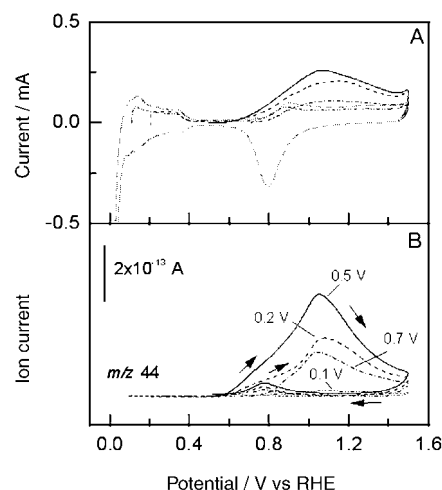 A
0.5
0.0
-0.5
Current / mA
B
2x10⁻¹³ A
0.5 V
0.2 V
0.7 V
0.1 V
m/z 44
Ion current
0.0 0.4 0.8 1.2 1.6
Potential / V vs RHE